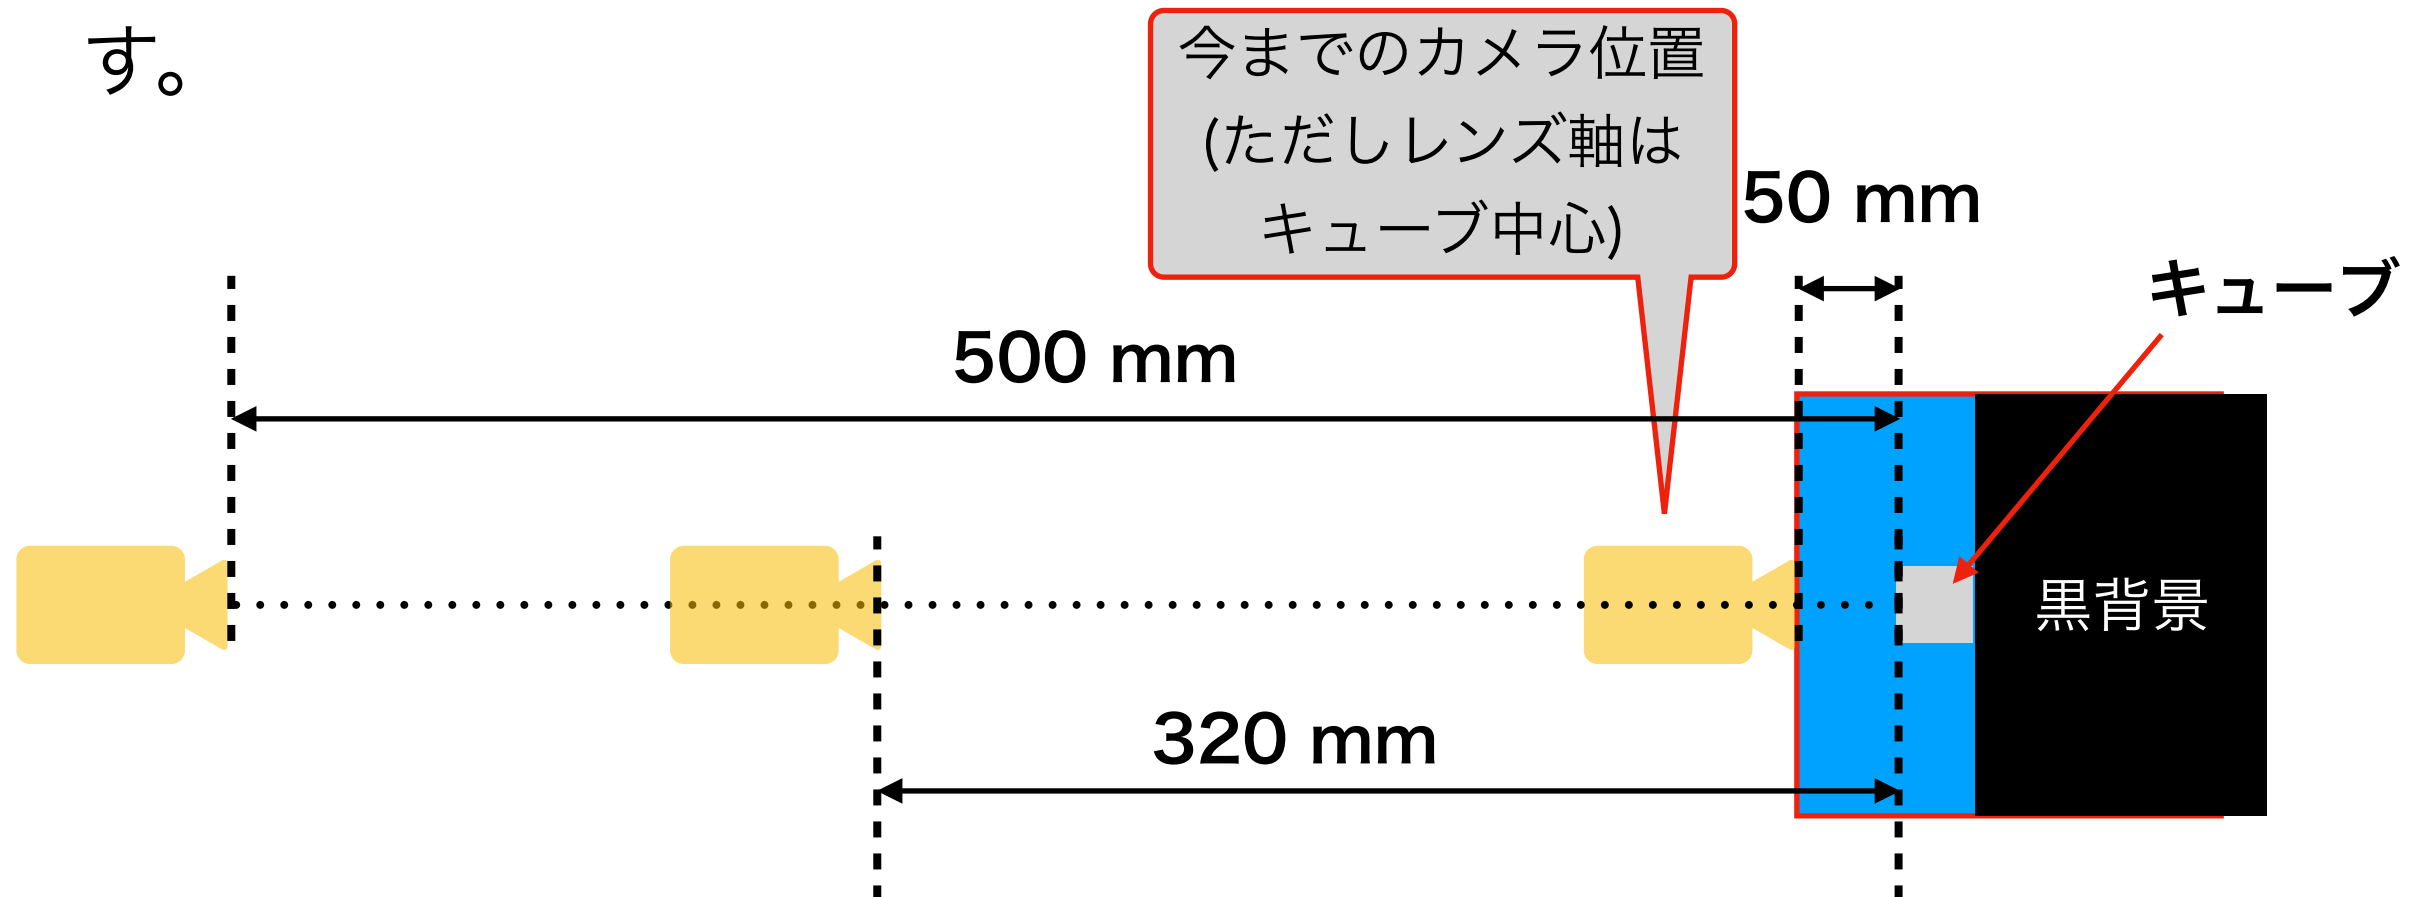 す。
今までのカメラ位置
(ただしレンズ軸は
キューブ中心)
50 mm
キューブ
500 mm
黒背景
320 mm